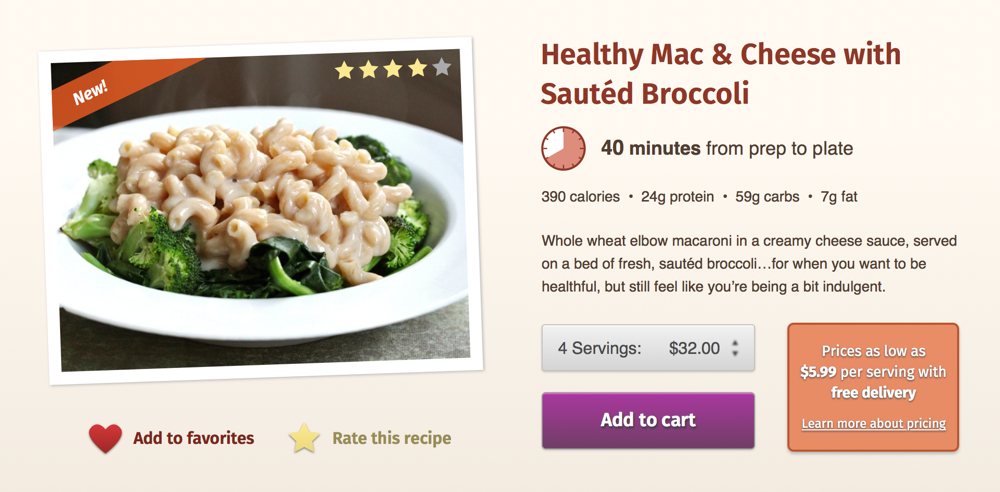 New!
Healthy Mac & Cheese with
Sautéd Broccoli
40 minutes from prep to plate
390 calories • 24g protein • 59g carbs • 7g fat
Whole wheat elbow macaroni in a creamy cheese sauce, served
on a bed of fresh, sautéd broccoli…for when you want to be
healthful, but still feel like you’re being a bit indulgent.
4 Servings: $32.00
Add to cart
Prices as low as
$5.99 per serving with
free delivery
Learn more about pricing
Add to favorites
Rate this recipe